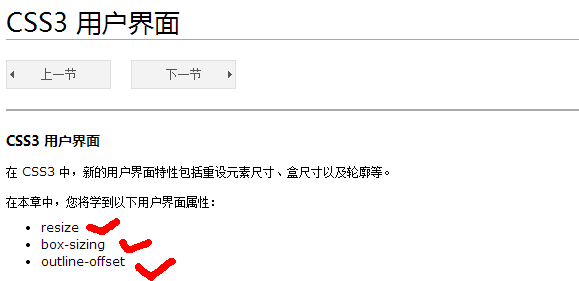 CSS3 用户界面
上一节
下一节
CSS3 用户界面
在 CSS3 中，新的用户界面特性包括重设元素尺寸、盒尺寸以及轮廓等。
在本章中，您将学到以下用户界面属性：
resize
box-sizing
outline-offset